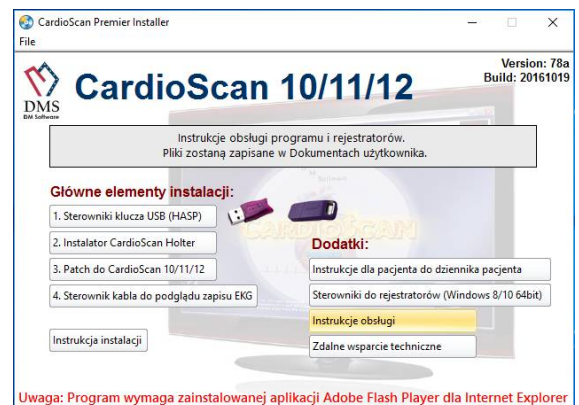 CardioScan Premier Installer
File
Version: 78a
Build: 20161019
DMS
DM Software
CardioScan 10/11/12
Instrukcje obsługi programu i rejestratorów.
Pliki zostaną zapisane w Dokumentach użytkownika.
Główne elementy instalacji:
1. Sterowniki klucza USB (HASP)
2. Instalator CardioScan Holter
3. Patch do CardioScan 10/11/12
4. Sterownik kabla do podglądu zapisu EKG
Instrukcja instalacji
CARDIOSCAN
Dodatki:
Instrukcje dla pacjenta do dziennika pacjenta
Sterowniki do rejestratorów (Windows 8/10 64bit)
Instrukcje obsługi
Zdalne wsparcie techniczne
Uwaga: Program wymaga zainstalowanej aplikacji Adobe Flash Player dla Internet Explorer